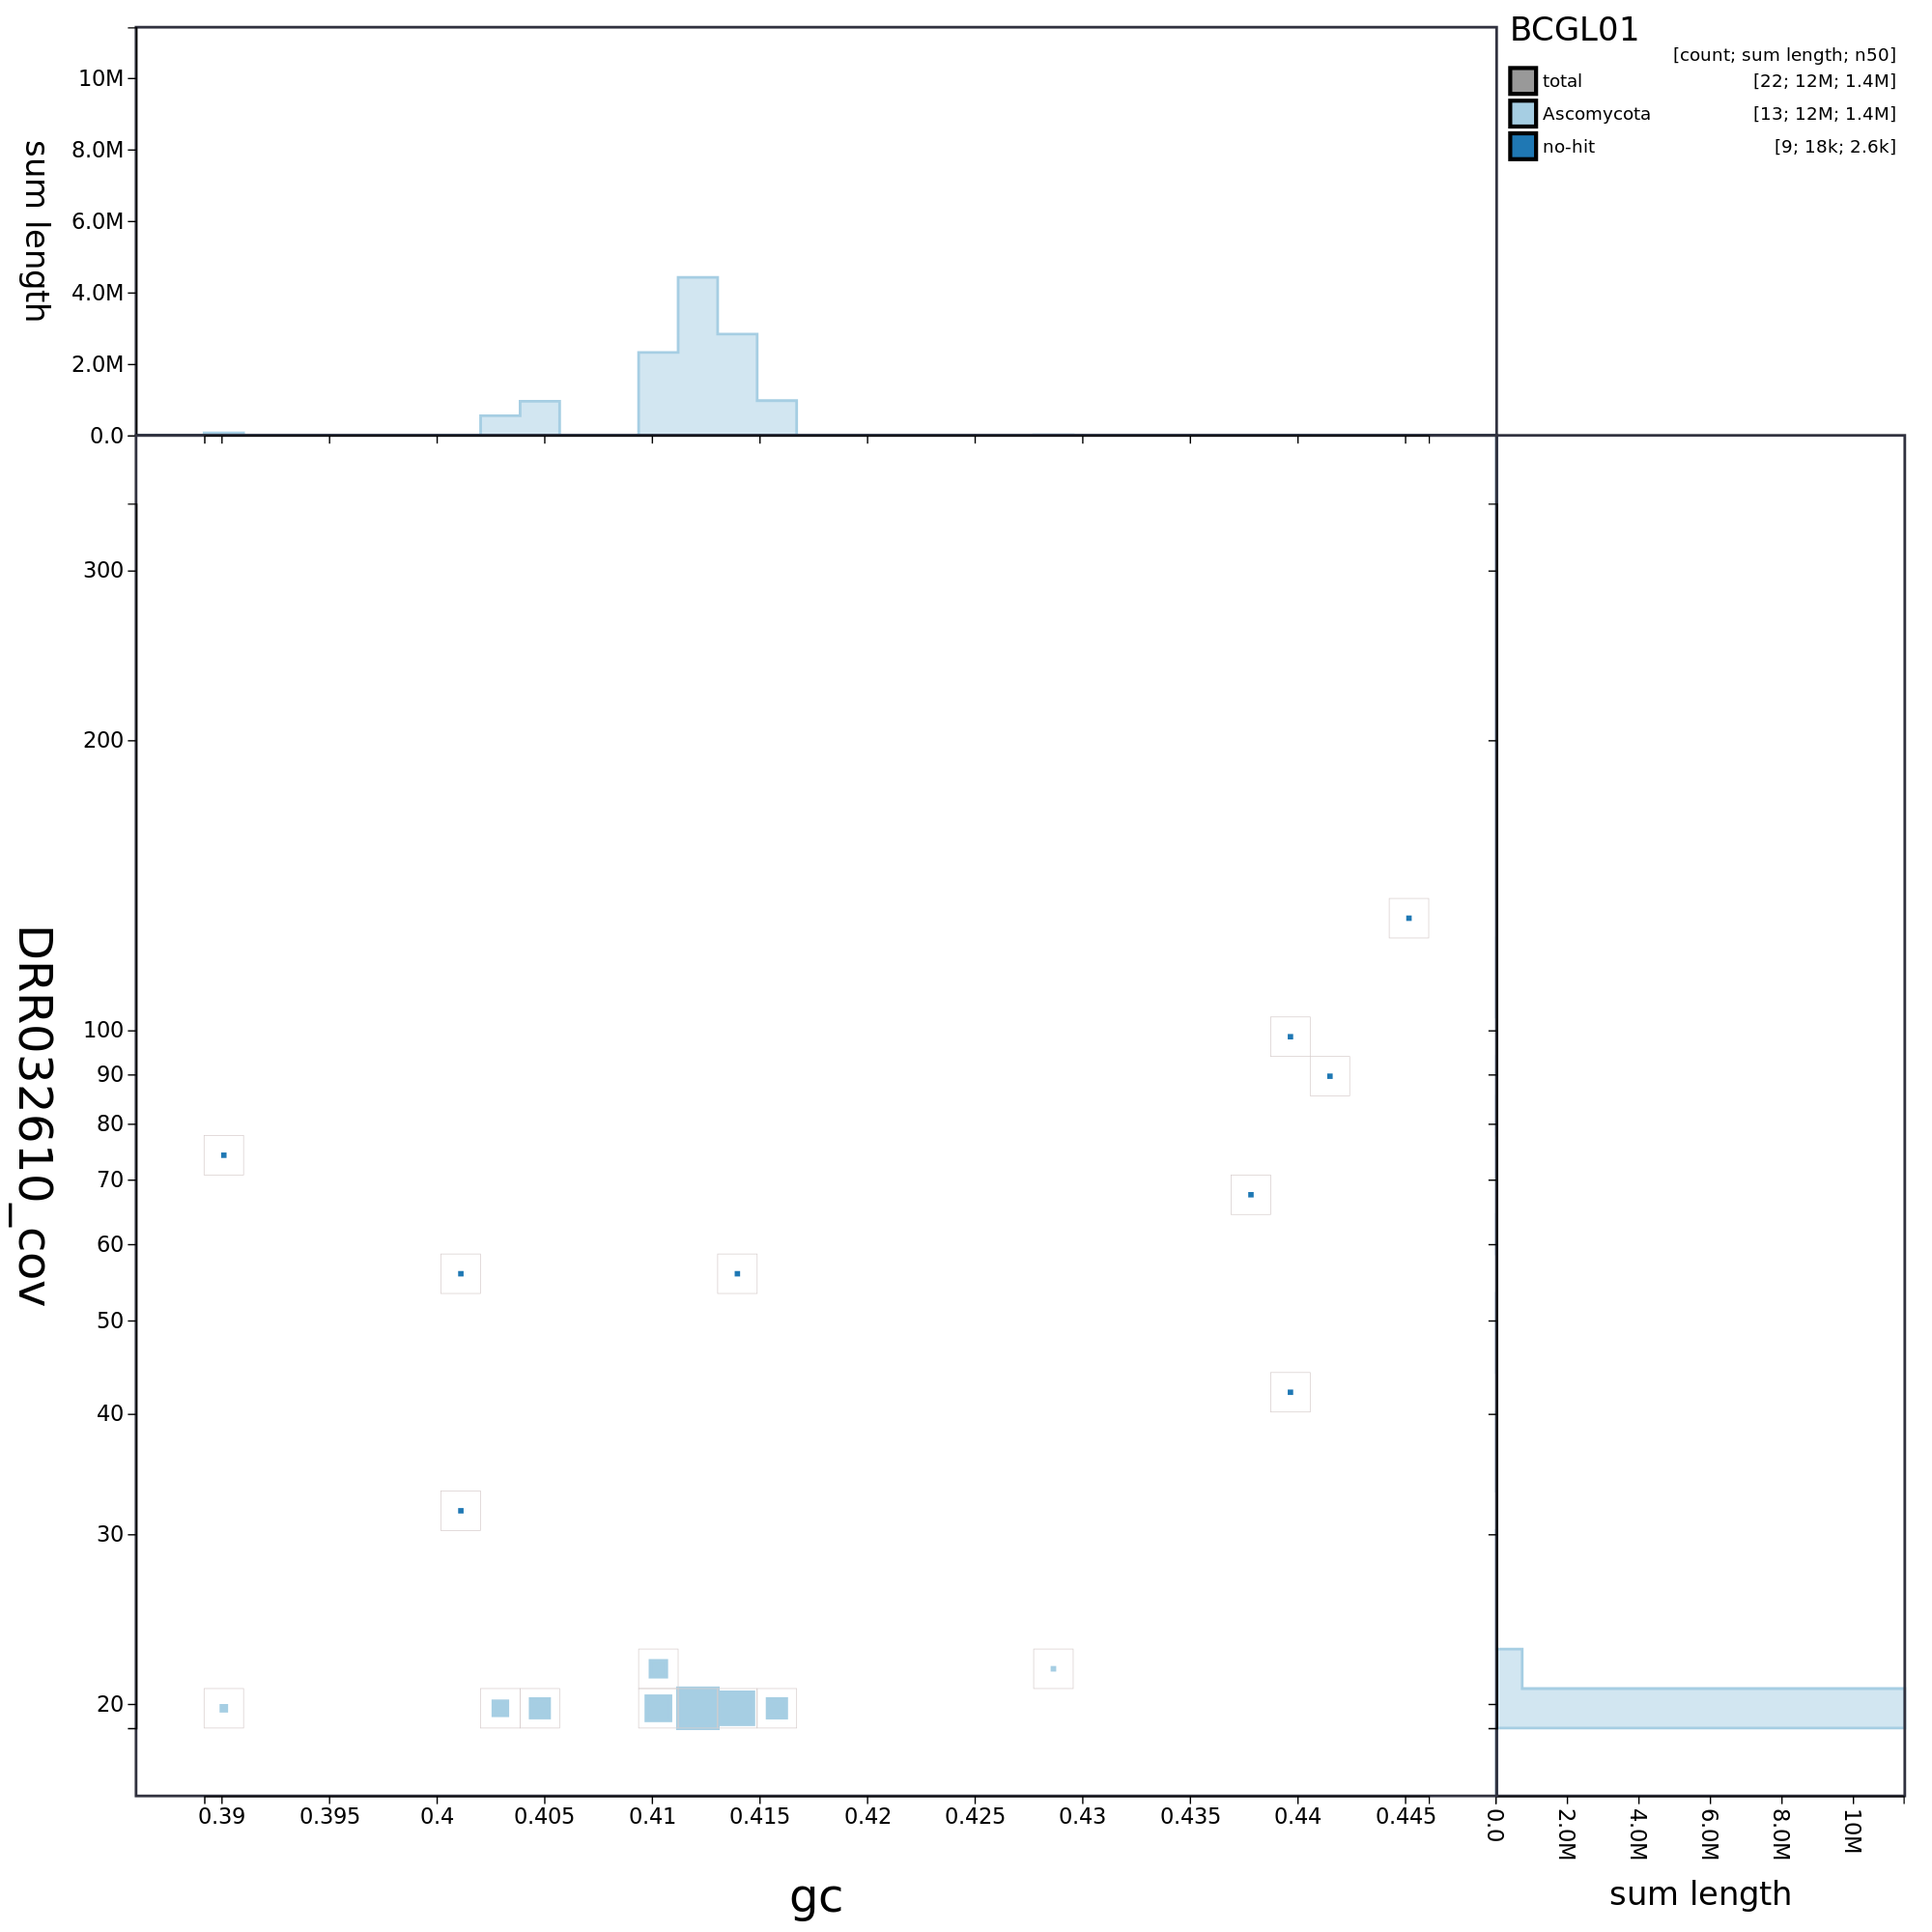 BCGL01
[count; sum length; n50]
total [22; 12M; 1.4M]
Ascomycota [13; 12M; 1.4M]
no-hit [9; 18k; 2.6k]
sum length
10M
8.0M
6.0M
4.0M
2.0M
0.0
DRR032610_cov
300
200
100
90
80
70
60
50
40
30
20
0.39 0.395 0.4 0.405 0.41 0.415 0.42 0.425 0.43 0.435 0.44 0.445
gc
0.0 2.0M 4.0M 6.0M 8.0M 10M
sum length